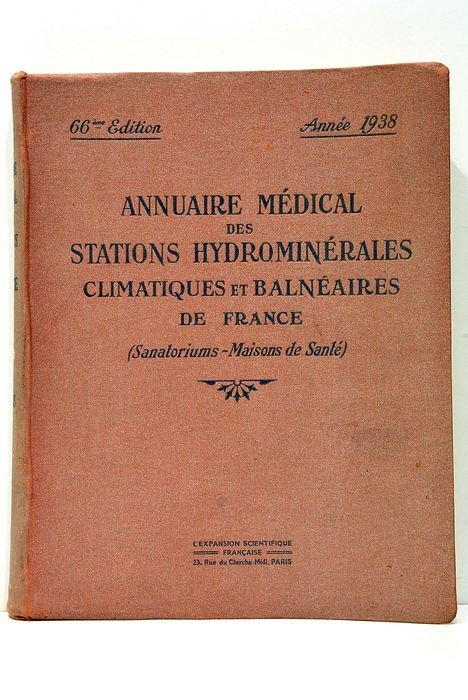 66ème Edition Année 1938
ANNUAIRE MÉDICAL
DES
STATIONS HYDROMINÉRALES
CLIMATIQUES ET BALNÉAIRES
DE FRANCE
(Sanatoriums - Maisons de Santé)
L'EXPANSION SCIENTIFIQUE
FRANÇAISE
23, Rue du Cherche-Midi, PARIS